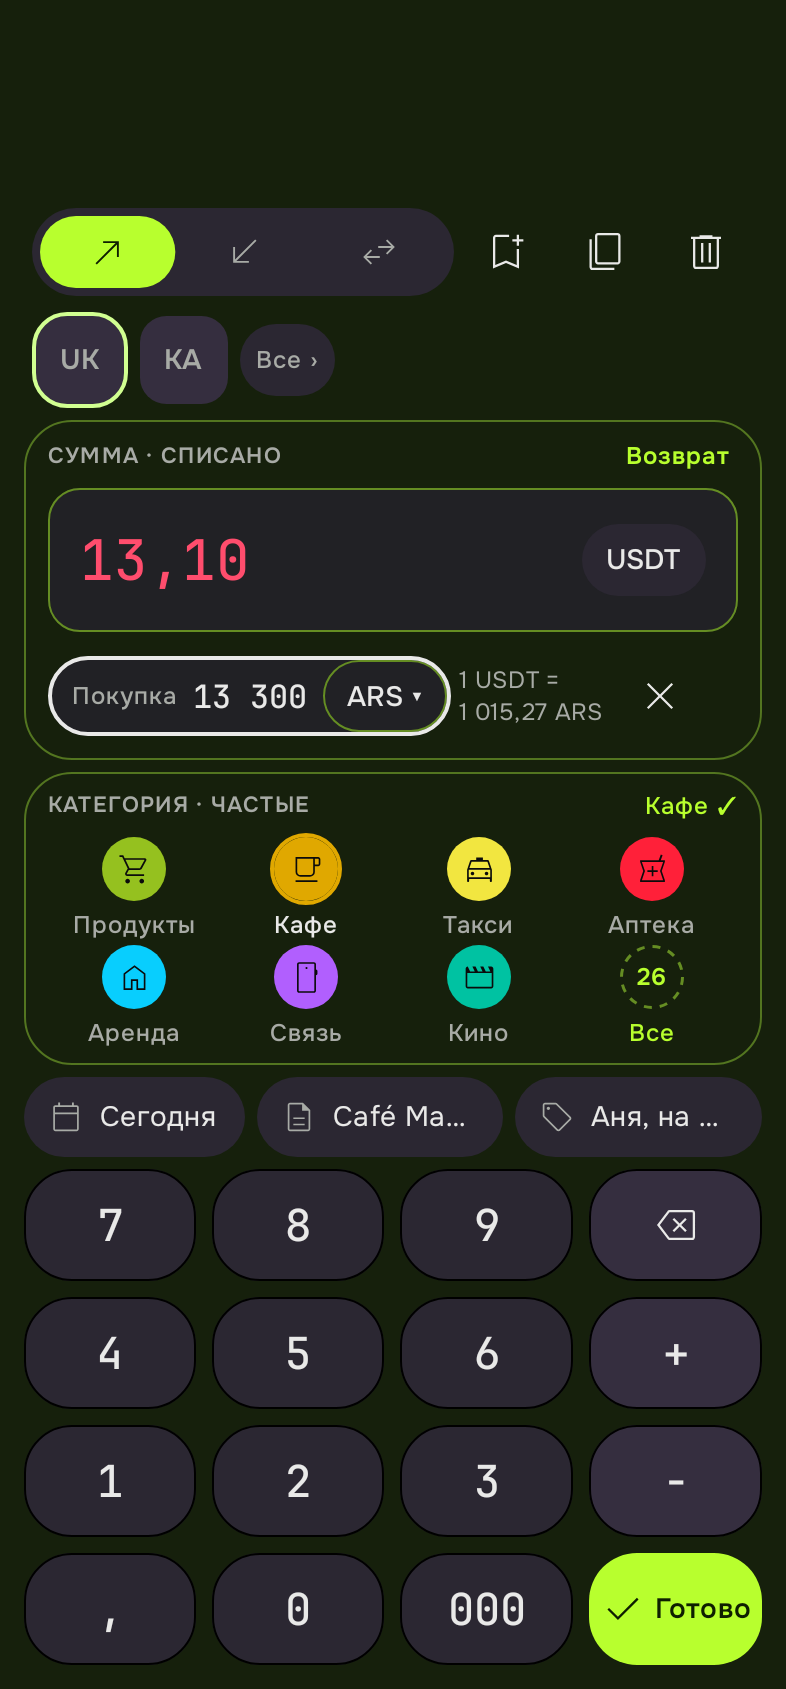 UK
KA
Все ›
СУММА · СПИСАНО
Возврат
13,10
USDT
Покупка 13 300 ARS ▾
1 USDT =
1 015,27 ARS
КАТЕГОРИЯ · ЧАСТЫЕ
Кафе ✓
Продукты
Кафе
Такси
Аптека
26
Аренда
Связь
Кино
Все
Сегодня
Café Ma...
Аня, на ...
7
8
9
4
5
6
+
1
2
3
-
,
0
000
Готово